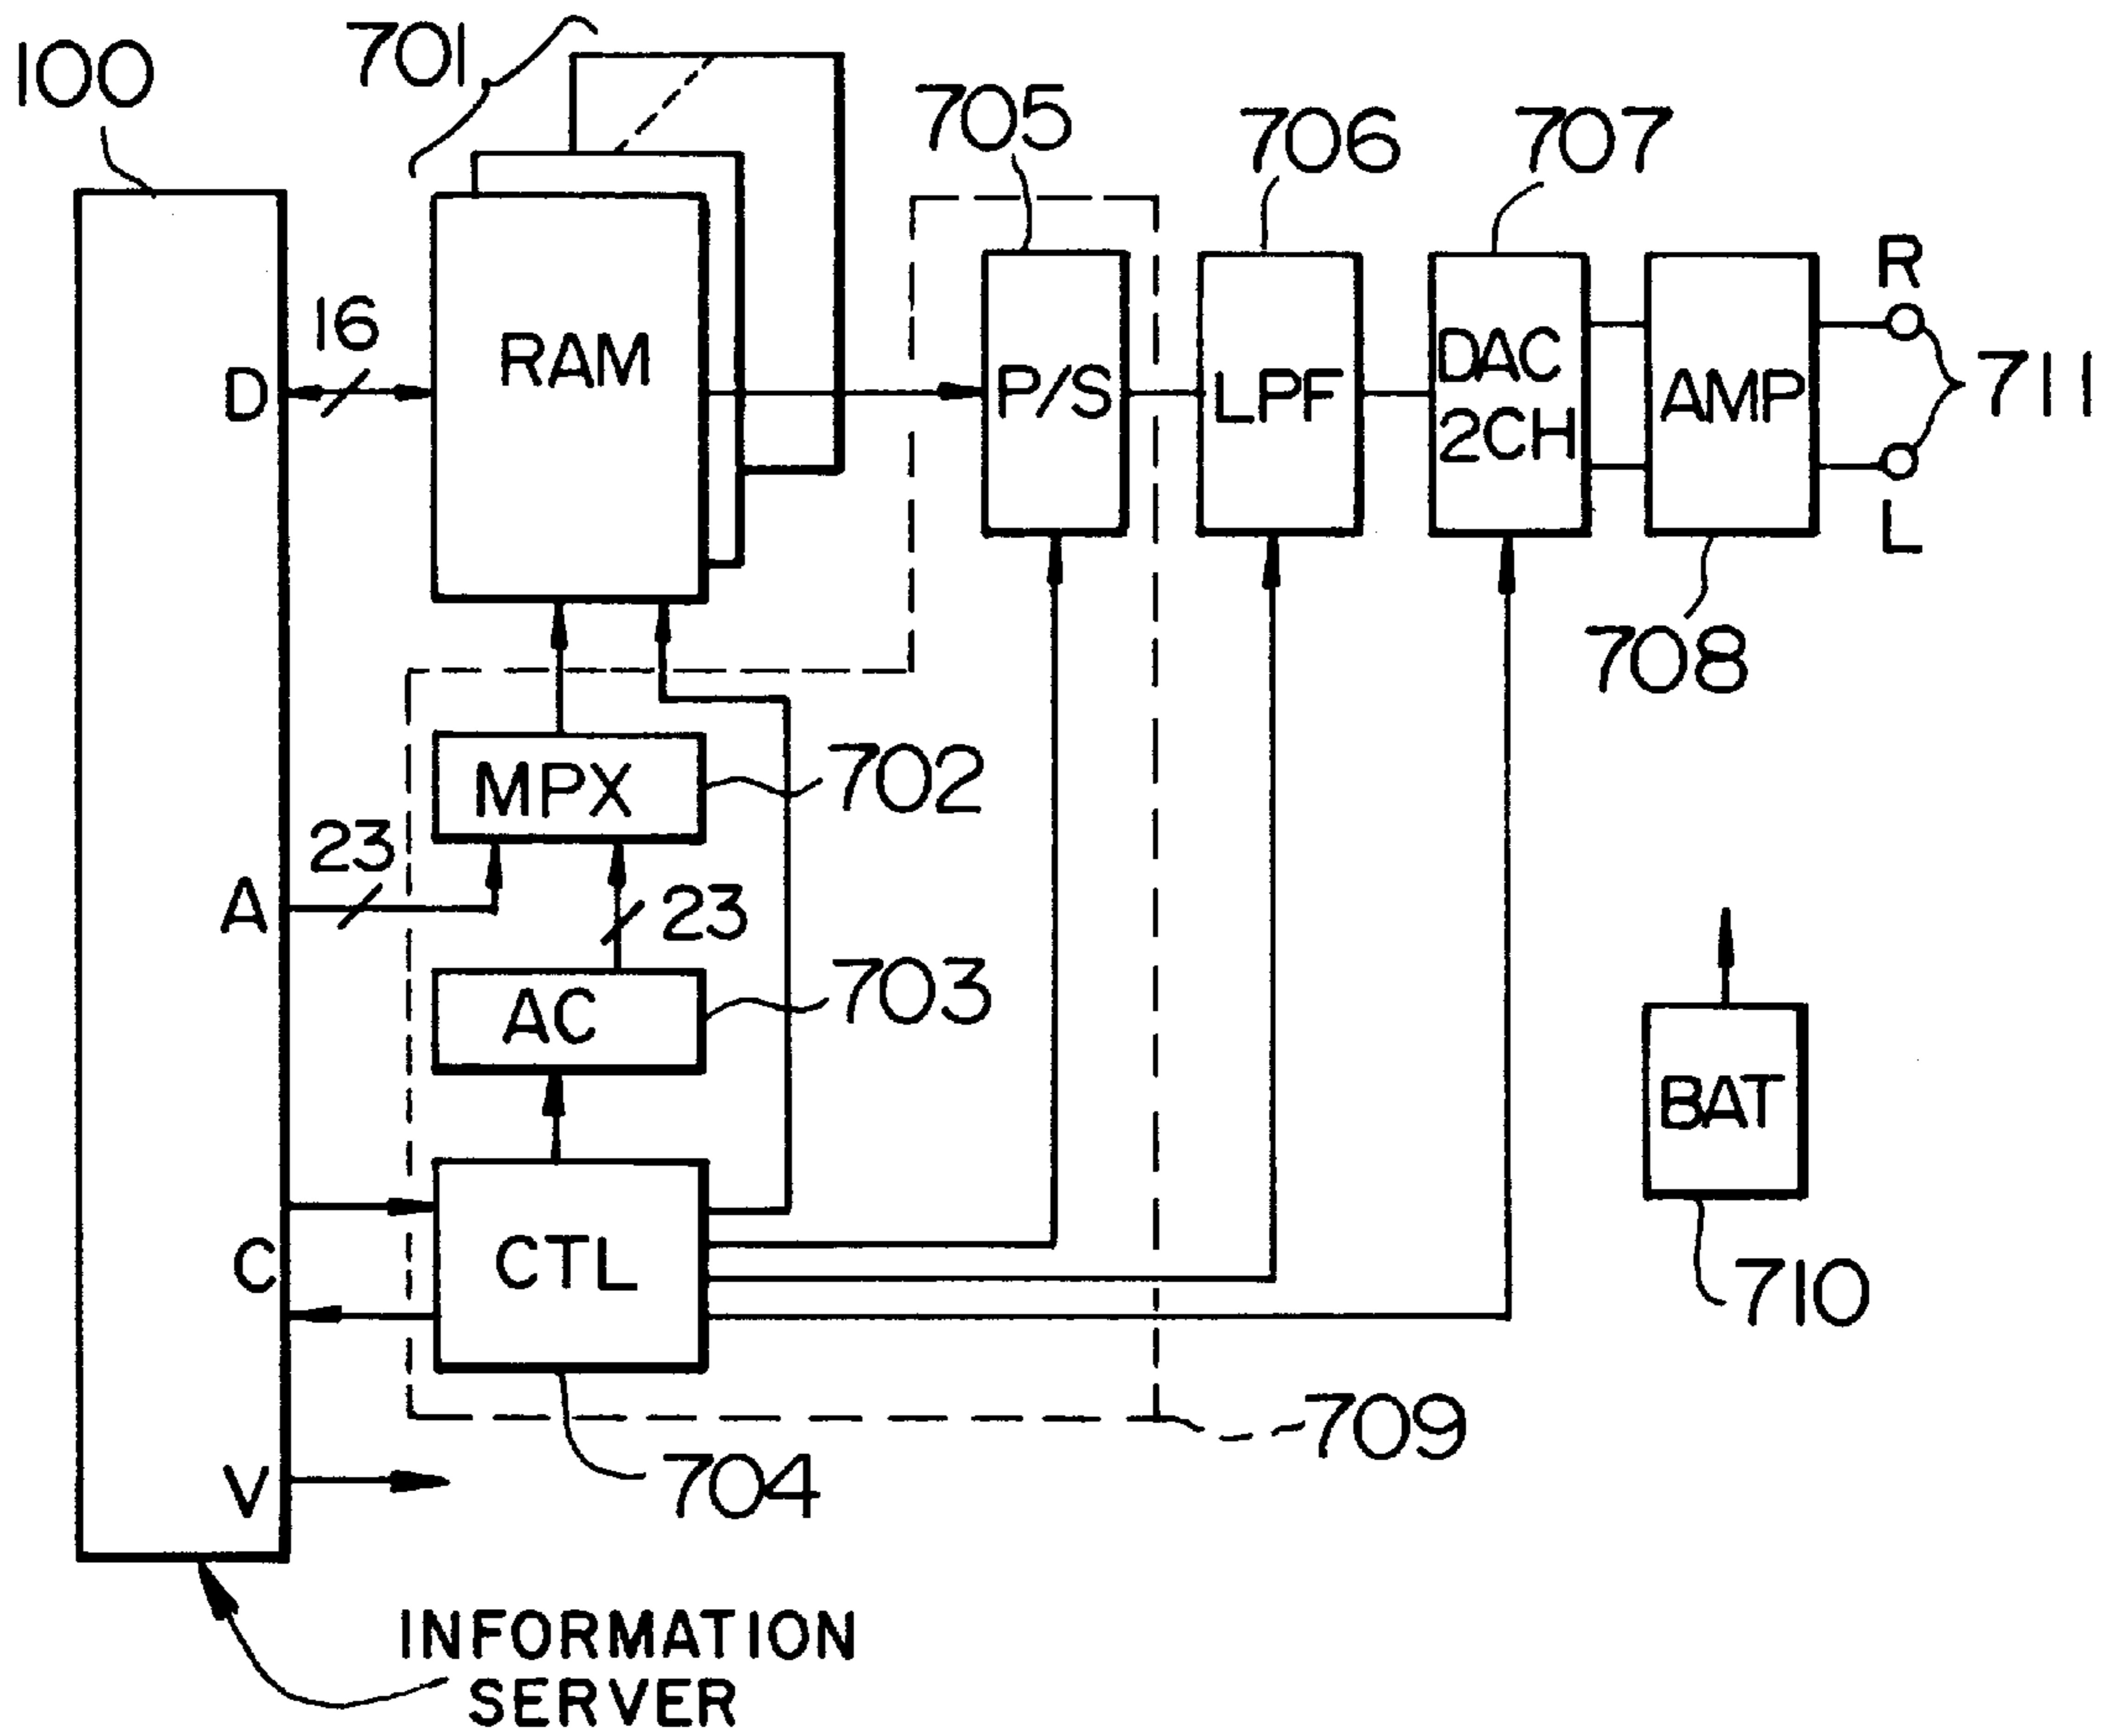 100
701
705
706
707
R
16
RAM
D
P/S
LPF
DAC
2CH
AMP
711
L
708
MPX
702
23
A
23
AC
703
BAT
C
CTL
710
709
V
704
INFORMATION
SERVER